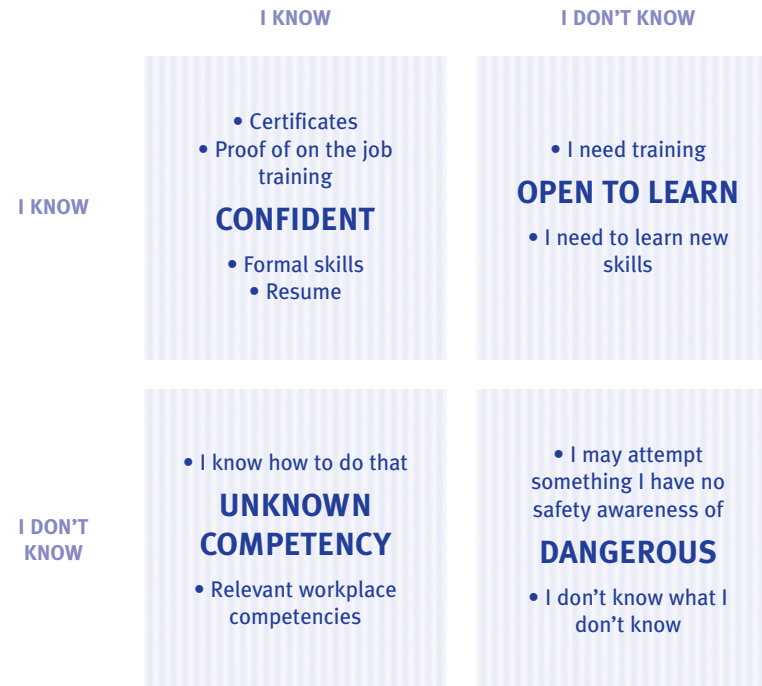 I KNOW
I DON'T KNOW
I KNOW
• Certificates
• Proof of on the job
training
CONFIDENT
• Formal skills
• Resume
• I need training
OPEN TO LEARN
• I need to learn new
skills
I DON'T
KNOW
• I know how to do that
UNKNOWN
COMPETENCY
• Relevant workplace
competencies
• I may attempt
something I have no
safety awareness of
DANGEROUS
• I don't know what I
don't know